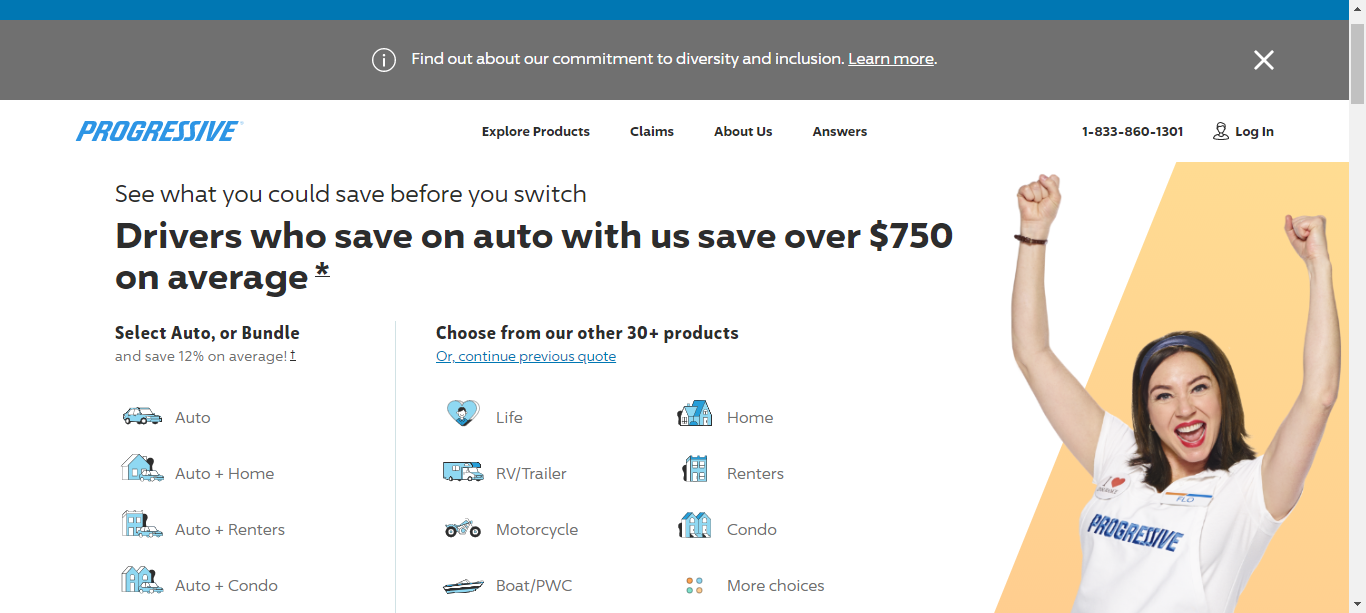 Find out about our commitment to diversity and inclusion. Learn more.
PROGRESSIVE
Explore Products
Claims
About Us
Answers
1-833-860-1301
Log In
See what you could save before you switch
Drivers who save on auto with us save over $750
on average*
Select Auto, or Bundle
and save 12% on average!†
Auto
Auto + Home
Auto + Renters
Auto + Condo
Choose from our other 30+ products
Or, continue previous quote
Life
Home
RV/Trailer
Renters
Motorcycle
Condo
Boat/PWC
More choices
I
FLO
PROGRESSIVE